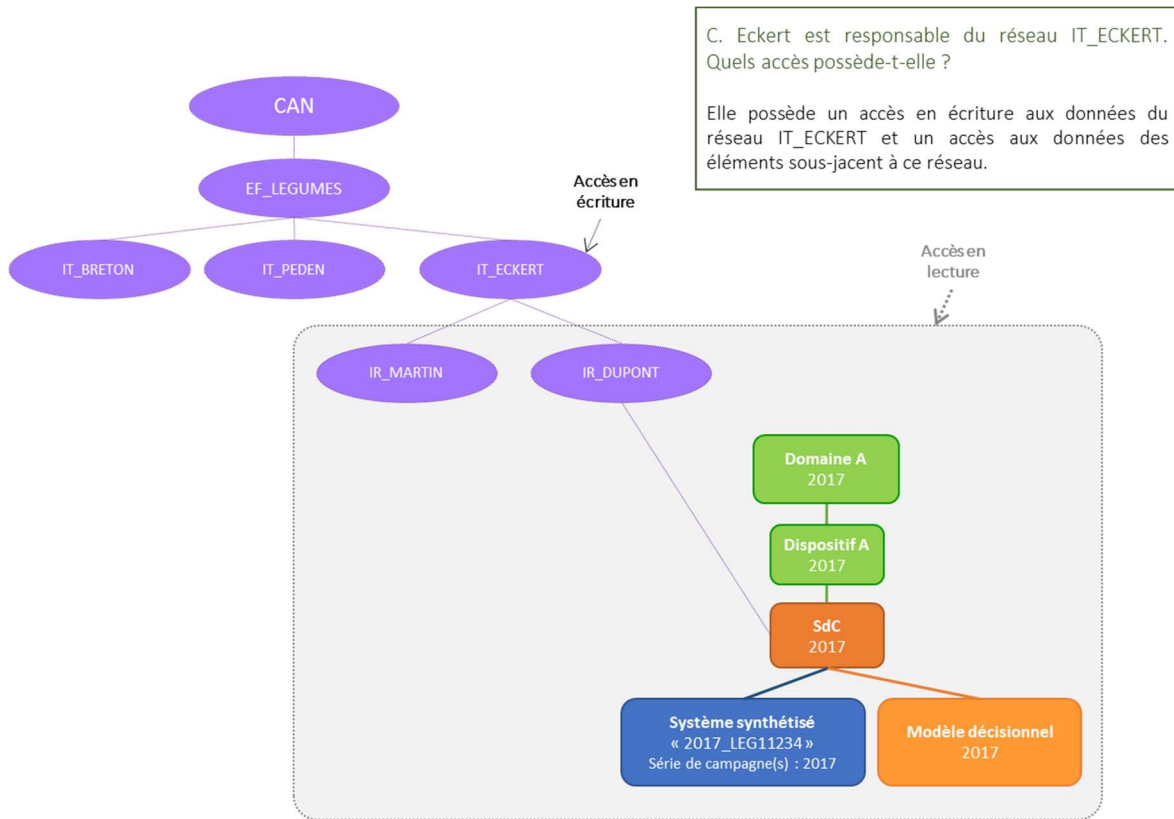 C. Eckert est responsable du réseau IT_ECKERT.
Quels accès possède-t-elle ?
Elle possède un accès en écriture aux données du
réseau IT_ECKERT et un accès aux données des
éléments sous-jacent à ce réseau.
CAN
EF_LEGUMES
Accès en
écriture
IT_BRETON
IT_PEDEN
IT_ECKERT
Accès en
lecture
IR_MARTIN
IR_DUPONT
Domaine A
2017
Dispositif A
2017
SdC
2017
Système synthétisé
« 2017_LEG11234 »
Série de campagne(s) : 2017
Modèle décisionnel
2017